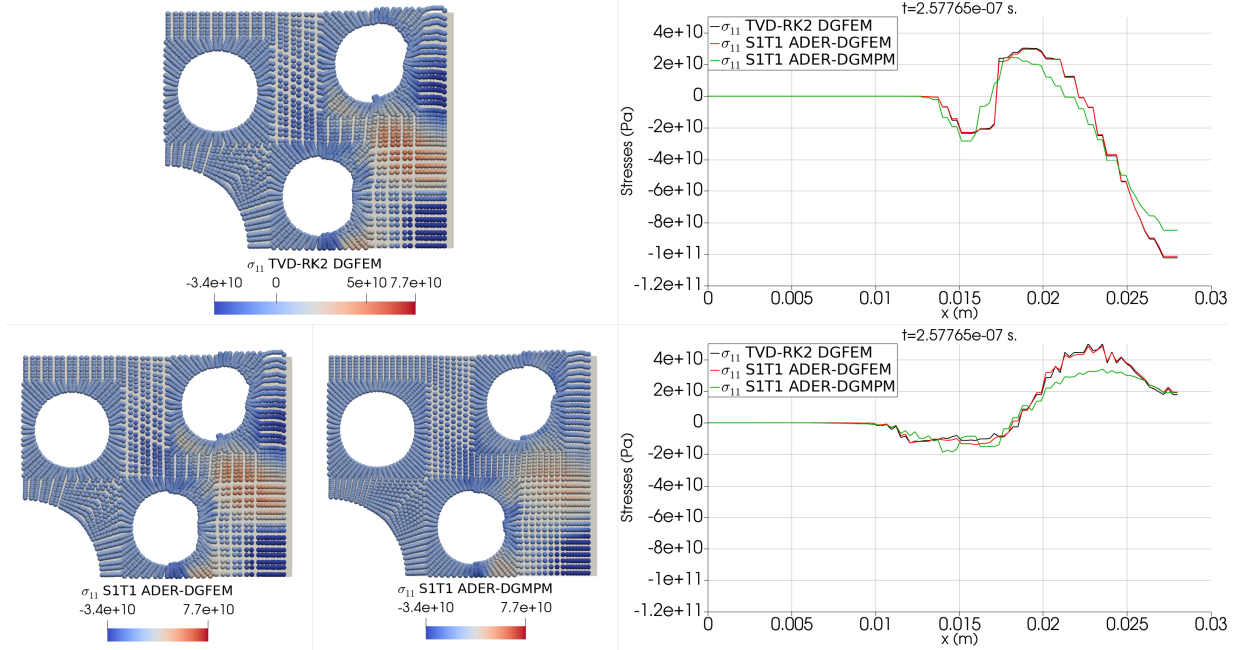 σ₁₁ TVD-RK2 DGFEM
-3.4e+10 0 5e+10 7.7e+10
σ₁₁ S1T1 ADER-DGFEM
-3.4e+10 7.7e+10
σ₁₁ S1T1 ADER-DGMPM
-3.4e+10 7.7e+10
t=2.57765e-07 s.
σ₁₁ TVD-RK2 DGFEM
σ₁₁ S1T1 ADER-DGFEM
σ₁₁ S1T1 ADER-DGMPM
Stresses (Pa)
4e+10
2e+10
0
-2e+10
-4e+10
-6e+10
-8e+10
-1e+11
-1.2e+11
0 0.005 0.01 0.015 0.02 0.025 0.03
x (m)
t=2.57765e-07 s.
σ₁₁ TVD-RK2 DGFEM
σ₁₁ S1T1 ADER-DGFEM
σ₁₁ S1T1 ADER-DGMPM
Stresses (Pa)
4e+10
2e+10
0
-2e+10
-4e+10
-6e+10
-8e+10
-1e+11
-1.2e+11
0 0.005 0.01 0.015 0.02 0.025 0.03
x (m)